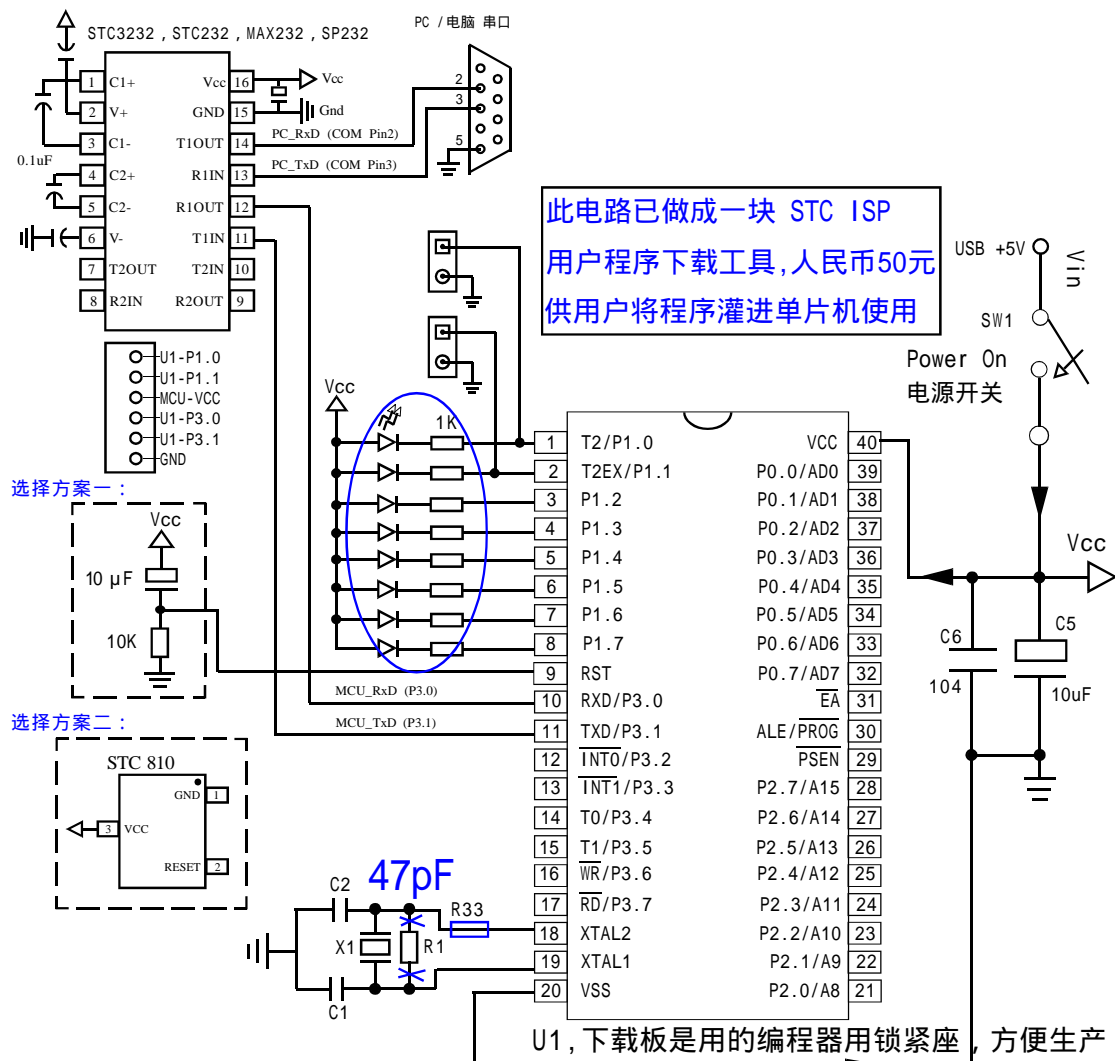 STC3232 , STC232 , MAX232 , SP232
PC /电脑 串口
1 C1+
2 V+
3 C1-
4 C2+
5 C2-
6 V-
7 T2OUT
8 R2IN
Vcc 16
GND 15
T1OUT 14
R1IN 13
R1OUT 12
T1IN 11
T2IN 10
R2OUT 9
Vcc
Gnd
0.1uF
PC_RxD (COM Pin2)
PC_TxD (COM Pin3)
2
3
5
此电路已做成一块 STC ISP
用户程序下载工具,人民币50元
供用户将程序灌进单片机使用
USB +5V
Vin
SW1
Power On
电源开关
U1-P1.0
U1-P1.1
MCU-VCC
U1-P3.0
U1-P3.1
GND
选择方案一:
Vcc
10 μF
10K
选择方案二:
STC 810
GND 1
3 VCC
RESET 2
Vcc
1K
MCU_RxD (P3.0)
MCU_TxD (P3.1)
1 T2/P1.0
2 T2EX/P1.1
3 P1.2
4 P1.3
5 P1.4
6 P1.5
7 P1.6
8 P1.7
9 RST
10 RXD/P3.0
11 TXD/P3.1
12 INT0/P3.2
13 INT1/P3.3
14 T0/P3.4
15 T1/P3.5
16 WR/P3.6
17 RD/P3.7
18 XTAL2
19 XTAL1
20 VSS
VCC 40
P0.0/AD0 39
P0.1/AD1 38
P0.2/AD2 37
P0.3/AD3 36
P0.4/AD4 35
P0.5/AD5 34
P0.6/AD6 33
P0.7/AD7 32
EA 31
ALE/PROG 30
PSEN 29
P2.7/A15 28
P2.6/A14 27
P2.5/A13 26
P2.4/A12 25
P2.3/A11 24
P2.2/A10 23
P2.1/A9 22
P2.0/A8 21
Vcc
C6
104
C5
10uF
47pF
C2
R33
X1
R1
C1
U1,下载板是用的编程器用锁紧座,方便生产